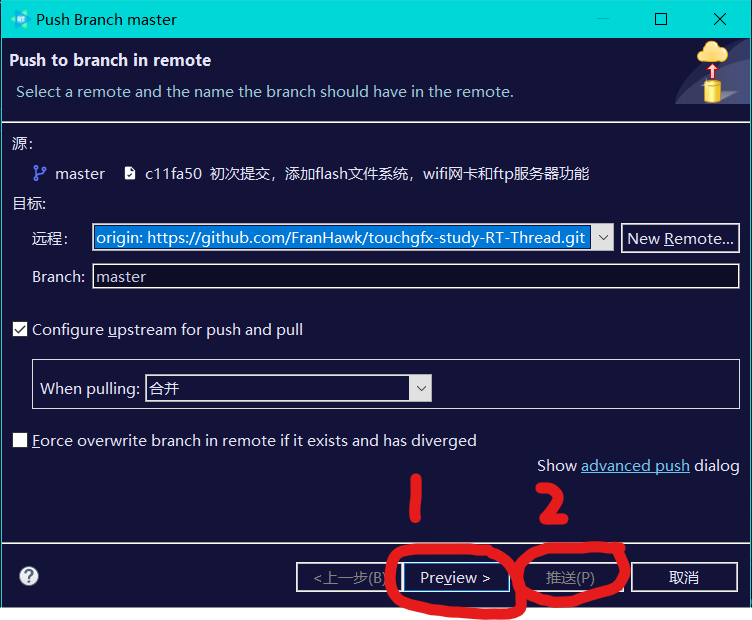 Push Branch master
Push to branch in remote
Select a remote and the name the branch should have in the remote.
源:
master c11fa50 初次提交，添加flash文件系统，wifi网卡和ftp服务器功能
目标:
远程: origin: https://github.com/FranHawk/touchgfx-study-RT-Thread.git New Remote...
Branch: master
Configure upstream for push and pull
When pulling: 合并
Force overwrite branch in remote if it exists and has diverged
Show advanced push dialog
1 2
<上一步(B) Preview > 推送(P) 取消